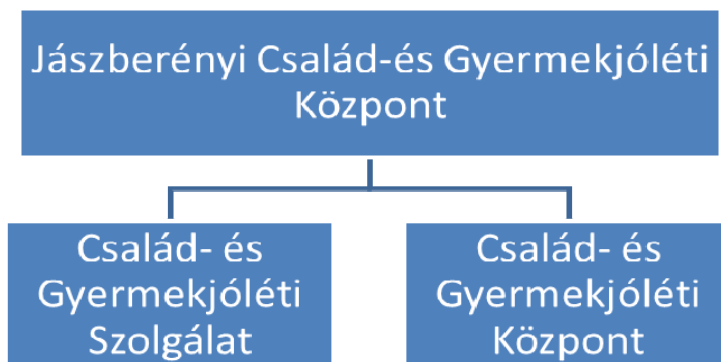 Jászberényi Család-és Gyermekjóléti
Központ
Család- és
Gyermekjóléti
Szolgálat
Család- és
Gyermekjóléti
Központ